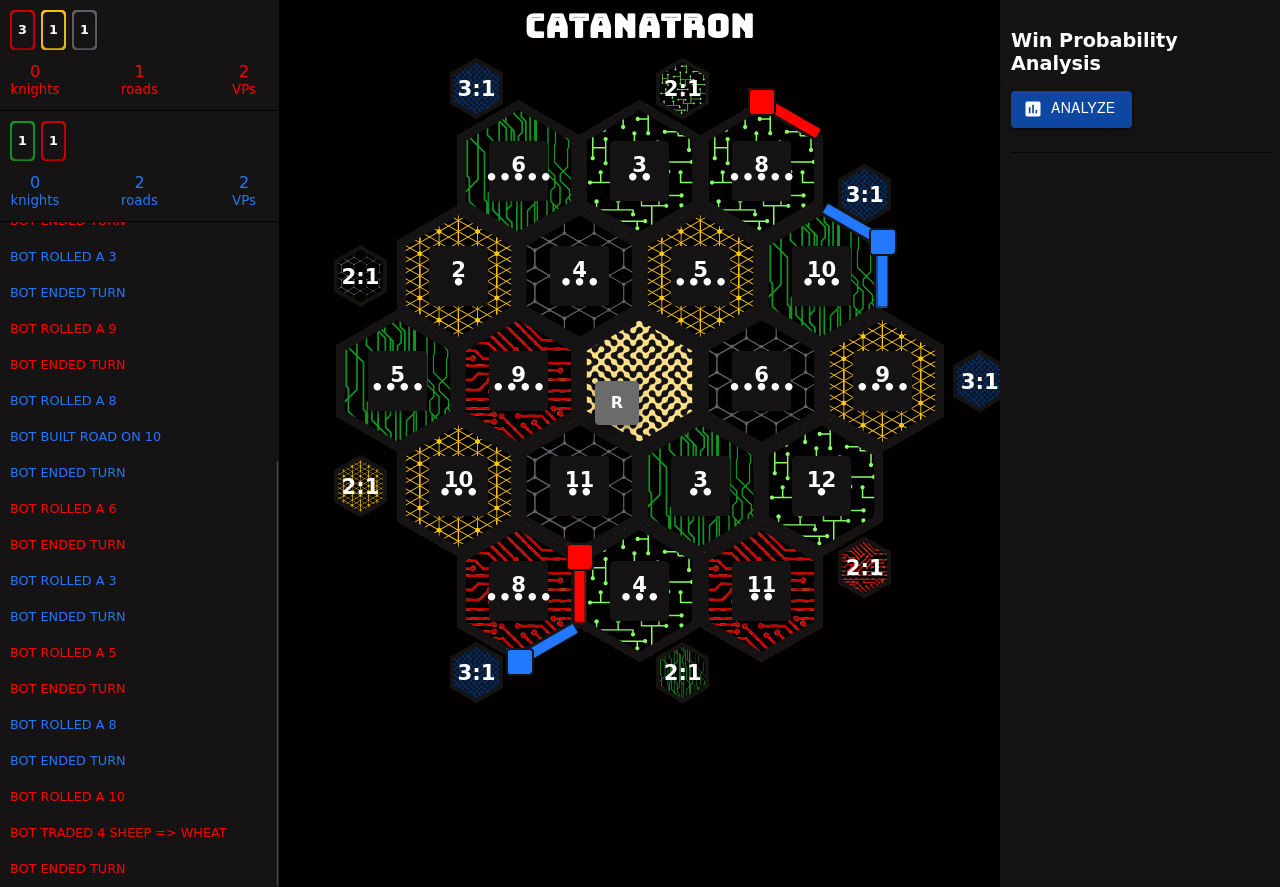 CATANATRON
3 1 1
0 1 2
knights roads VPs
1 1
0 2 2
knights roads VPs
BOT ENDED TURN
BOT ROLLED A 3
BOT ENDED TURN
BOT ROLLED A 9
BOT ENDED TURN
BOT ROLLED A 8
BOT BUILT ROAD ON 10
BOT ENDED TURN
BOT ROLLED A 6
BOT ENDED TURN
BOT ROLLED A 3
BOT ENDED TURN
BOT ROLLED A 5
BOT ENDED TURN
BOT ROLLED A 8
BOT ENDED TURN
BOT ROLLED A 10
BOT TRADED 4 SHEEP => WHEAT
BOT ENDED TURN
3:1 2:1
6 3 8
3:1
2:1 2 4 5 10
5 9 6 9 3:1
R
2:1 10 11 3 12
8 4 11 2:1
3:1 2:1
Win Probability
Analysis
ANALYZE